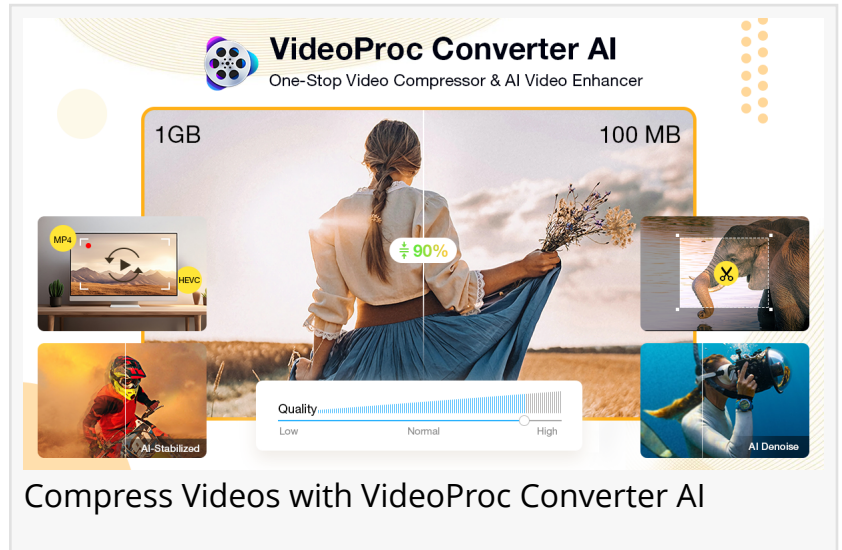 VideoProc Converter AI
One-Stop Video Compressor & AI Video Enhancer
1GB
100 MB
MP4
HEVC
90%
AI-Stabilized
Quality
Low
Normal
High
AI Denoise
Compress Videos with VideoProc Converter AI